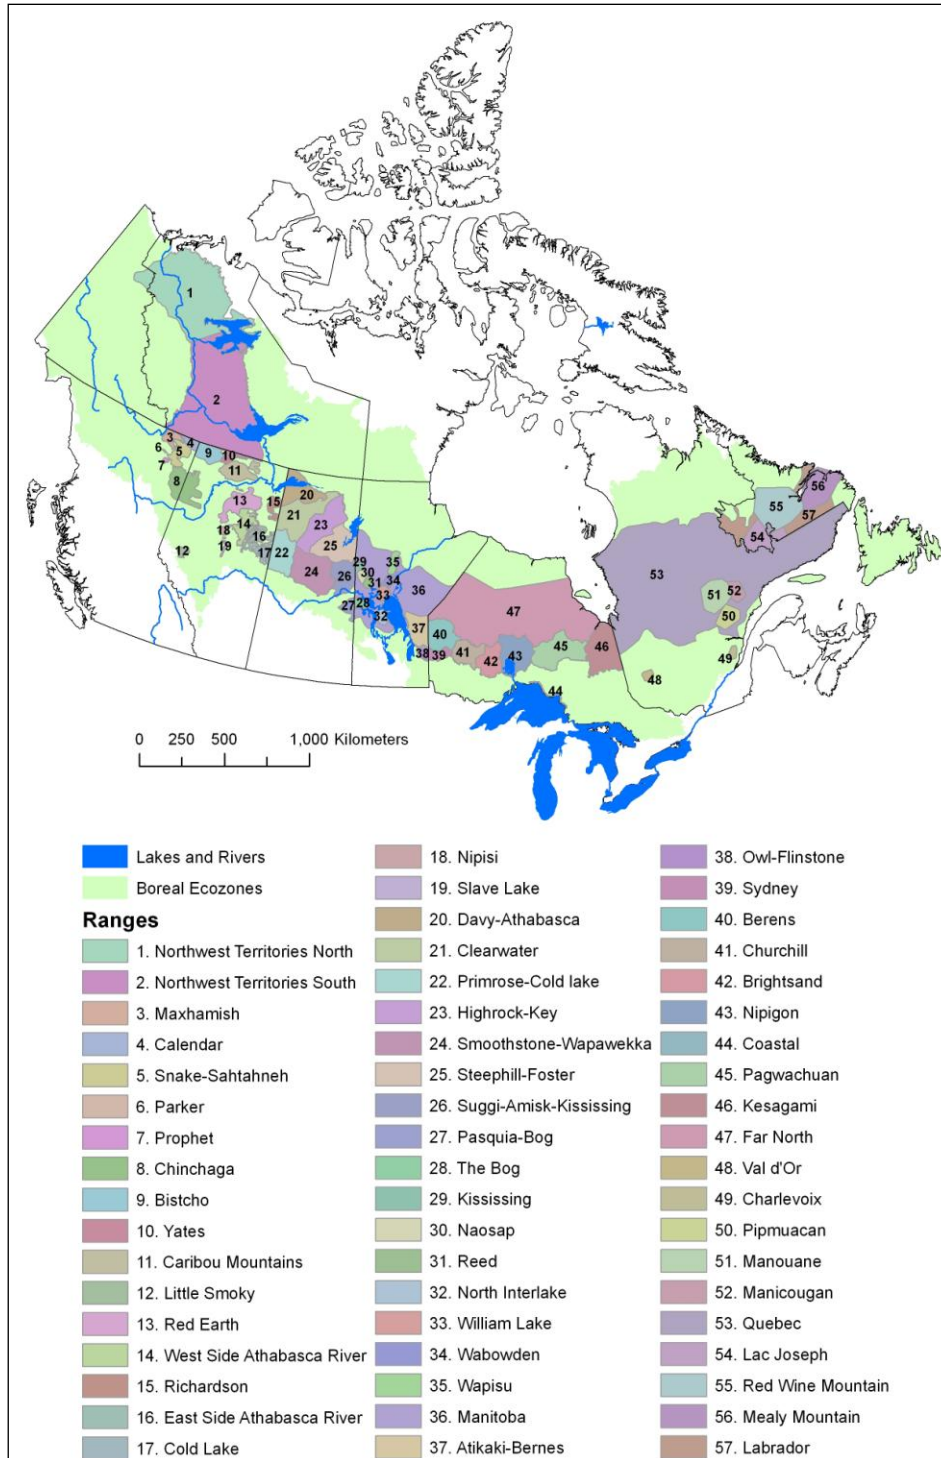 1
2
3
4
5
6
7
8
9
10
11
12
13
14
15
16
17
18
19
20
21
22
23
24
25
26
27
28
29
30
31
32
33
34
35
36
37
38
39
40
41
42
43
44
45
46
47
48
49
50
51
52
53
54
55
56
57
0 250 500 1,000 Kilometers
Lakes and Rivers
Boreal Ecozones
Ranges
1. Northwest Territories North
2. Northwest Territories South
3. Maxhamish
4. Calendar
5. Snake-Sahtahneh
6. Parker
7. Prophet
8. Chinchaga
9. Bistcho
10. Yates
11. Caribou Mountains
12. Little Smoky
13. Red Earth
14. West Side Athabasca River
15. Richardson
16. East Side Athabasca River
17. Cold Lake
18. Nipisi
19. Slave Lake
20. Davy-Athabasca
21. Clearwater
22. Primrose-Cold lake
23. Highrock-Key
24. Smoothstone-Wapawekka
25. Steephill-Foster
26. Suggi-Amisk-Kississing
27. Pasquia-Bog
28. The Bog
29. Kississing
30. Naosap
31. Reed
32. North Interlake
33. William Lake
34. Wabowden
35. Wapisu
36. Manitoba
37. Atikaki-Bernes
38. Owl-Flinstone
39. Sydney
40. Berens
41. Churchill
42. Brightsand
43. Nipigon
44. Coastal
45. Pagwachuan
46. Kesagami
47. Far North
48. Val d'Or
49. Charlevoix
50. Pipmuacan
51. Manouane
52. Manicougan
53. Quebec
54. Lac Joseph
55. Red Wine Mountain
56. Mealy Mountain
57. Labrador